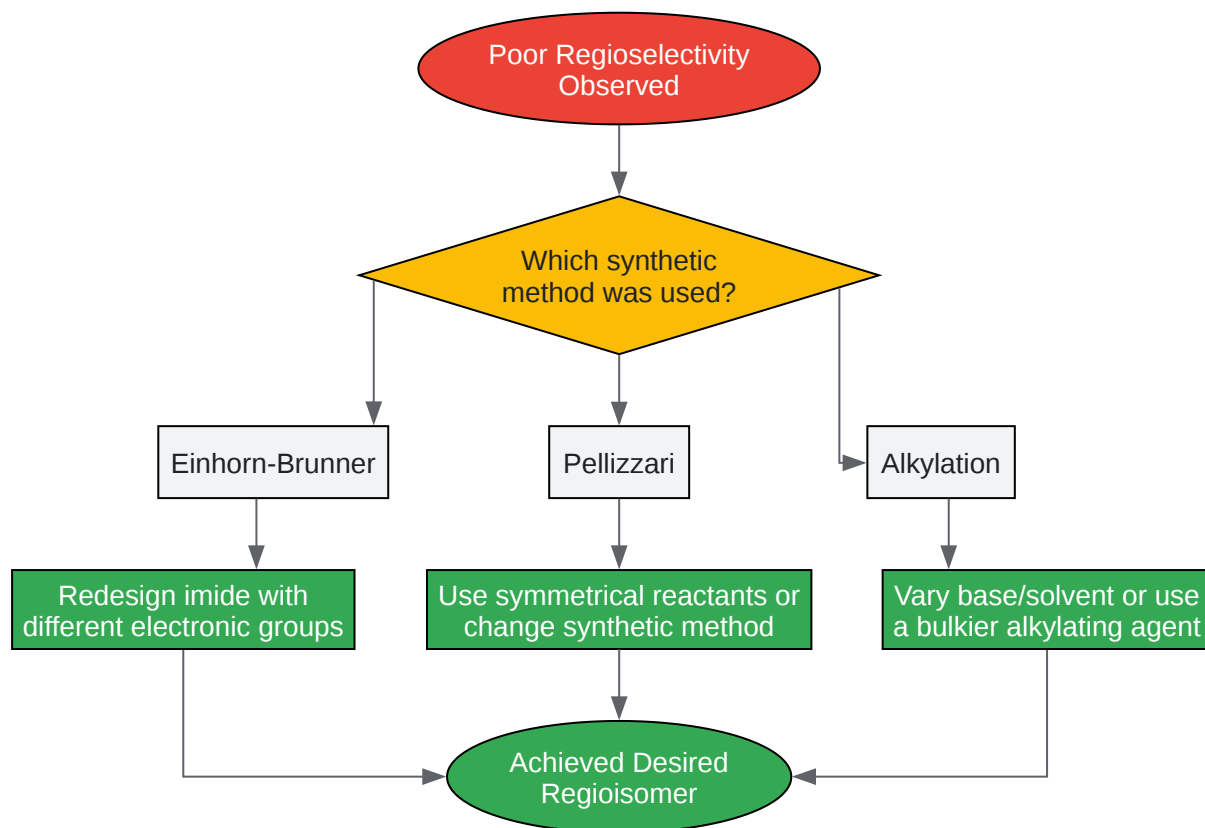 Poor Regioselectivity
Observed
Which synthetic
method was used?
Einhorn-Brunner
Pellizzari
Alkylation
Redesign imide with
different electronic groups
Use symmetrical reactants or
change synthetic method
Vary base/solvent or use
a bulkier alkylating agent
Achieved Desired
Regioisomer